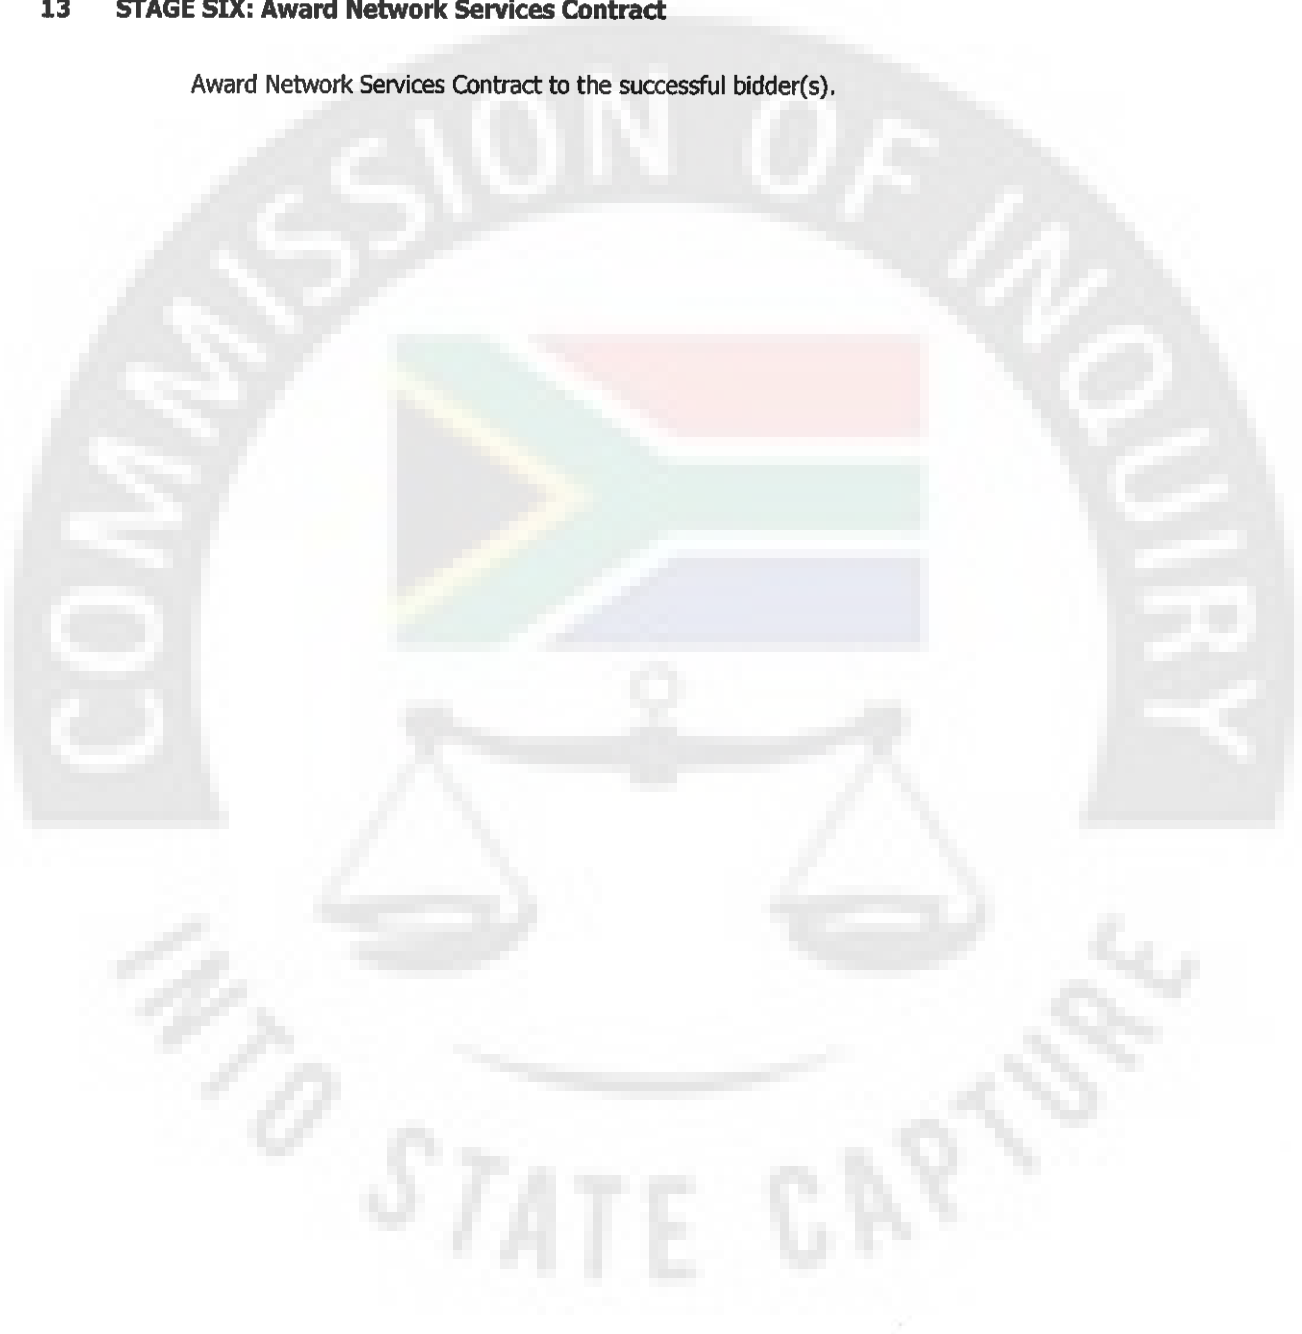 13 STAGE SIX: Award Network Services Contract
Award Network Services Contract to the successful bidder(s).
COMMISSION OF INQUIRY
INTO STATE CAPTURE